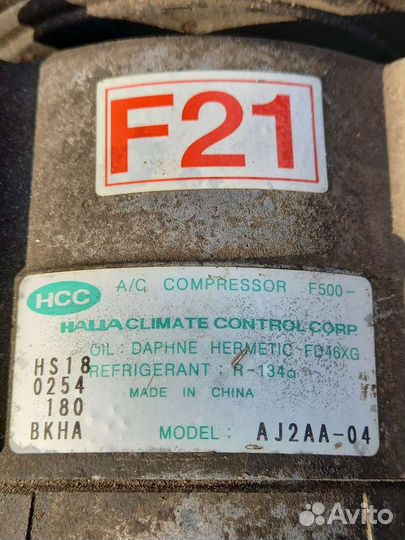 F21
HCC A/C COMPRESSOR F500-
HALLA CLIMATE CONTROL CORP
OIL: DAPHNE HERMETIC FD46XG
HS18 REFRIGERANT : R-134a
0254 MADE IN CHINA
180
BKHA MODEL: AJ2AA-04
Avito